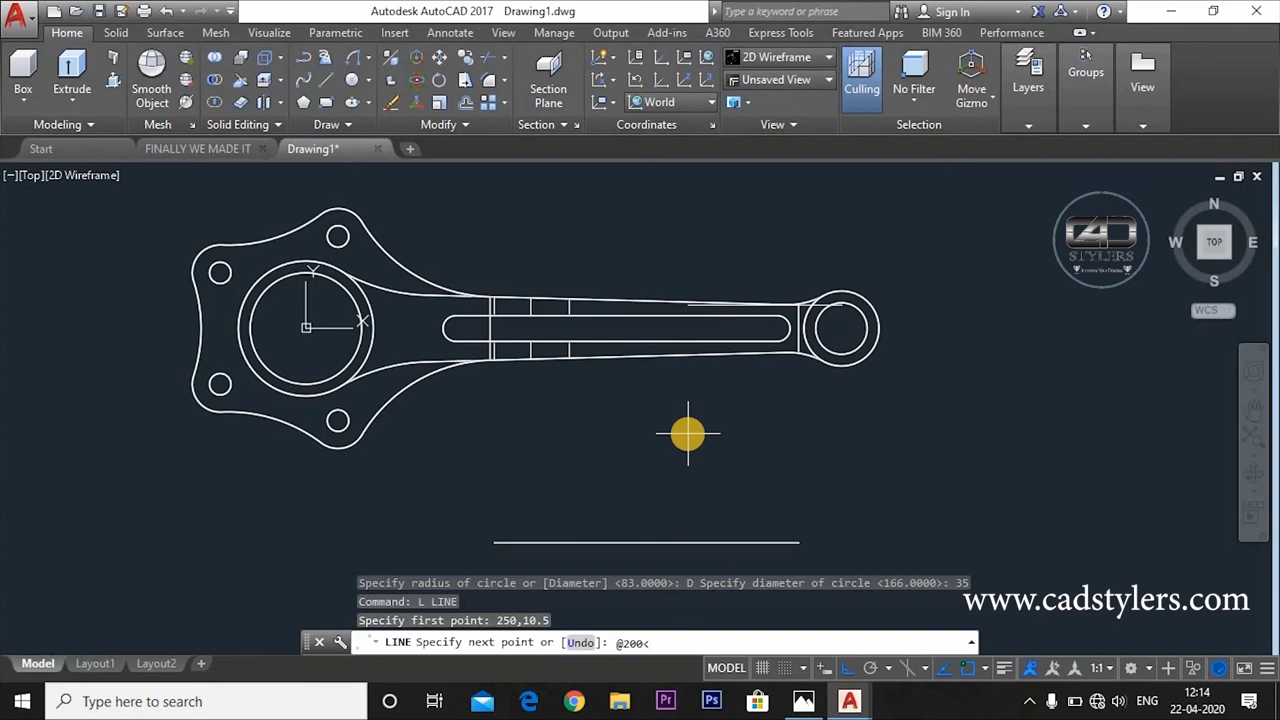 Autodesk AutoCAD 2017 Drawing1.dwg
Type a keyword or phrase
Sign In
Home Solid Surface Mesh Visualize Parametric Insert Annotate View Manage Output Add-ins A360 Express Tools Featured Apps BIM 360 Performance
Box
Extrude
Smooth
Object
Section
Plane
World
2D Wireframe
Unsaved View
Culling
No Filter
Move
Gizmo
Layers
Groups
View
Modeling
Mesh
Solid Editing
Draw
Modify
Section
Coordinates
View
Selection
Start
FINALLY WE MADE IT
Drawing1*
[−][Top][2D Wireframe]
N
W TOP E
S
WCS
CAD
STYLERS
Y
X
Specify radius of circle or [Diameter] <83.0000>: D Specify diameter of circle <166.0000>: 35
Command: L LINE
Specify first point: 250,10.5
LINE Specify next point or [Undo]: @200<
www.cadstylers.com
Model Layout1 Layout2
MODEL
1:1
Type here to search
Pr
Ps
A
ENG
12:14
22-04-2020